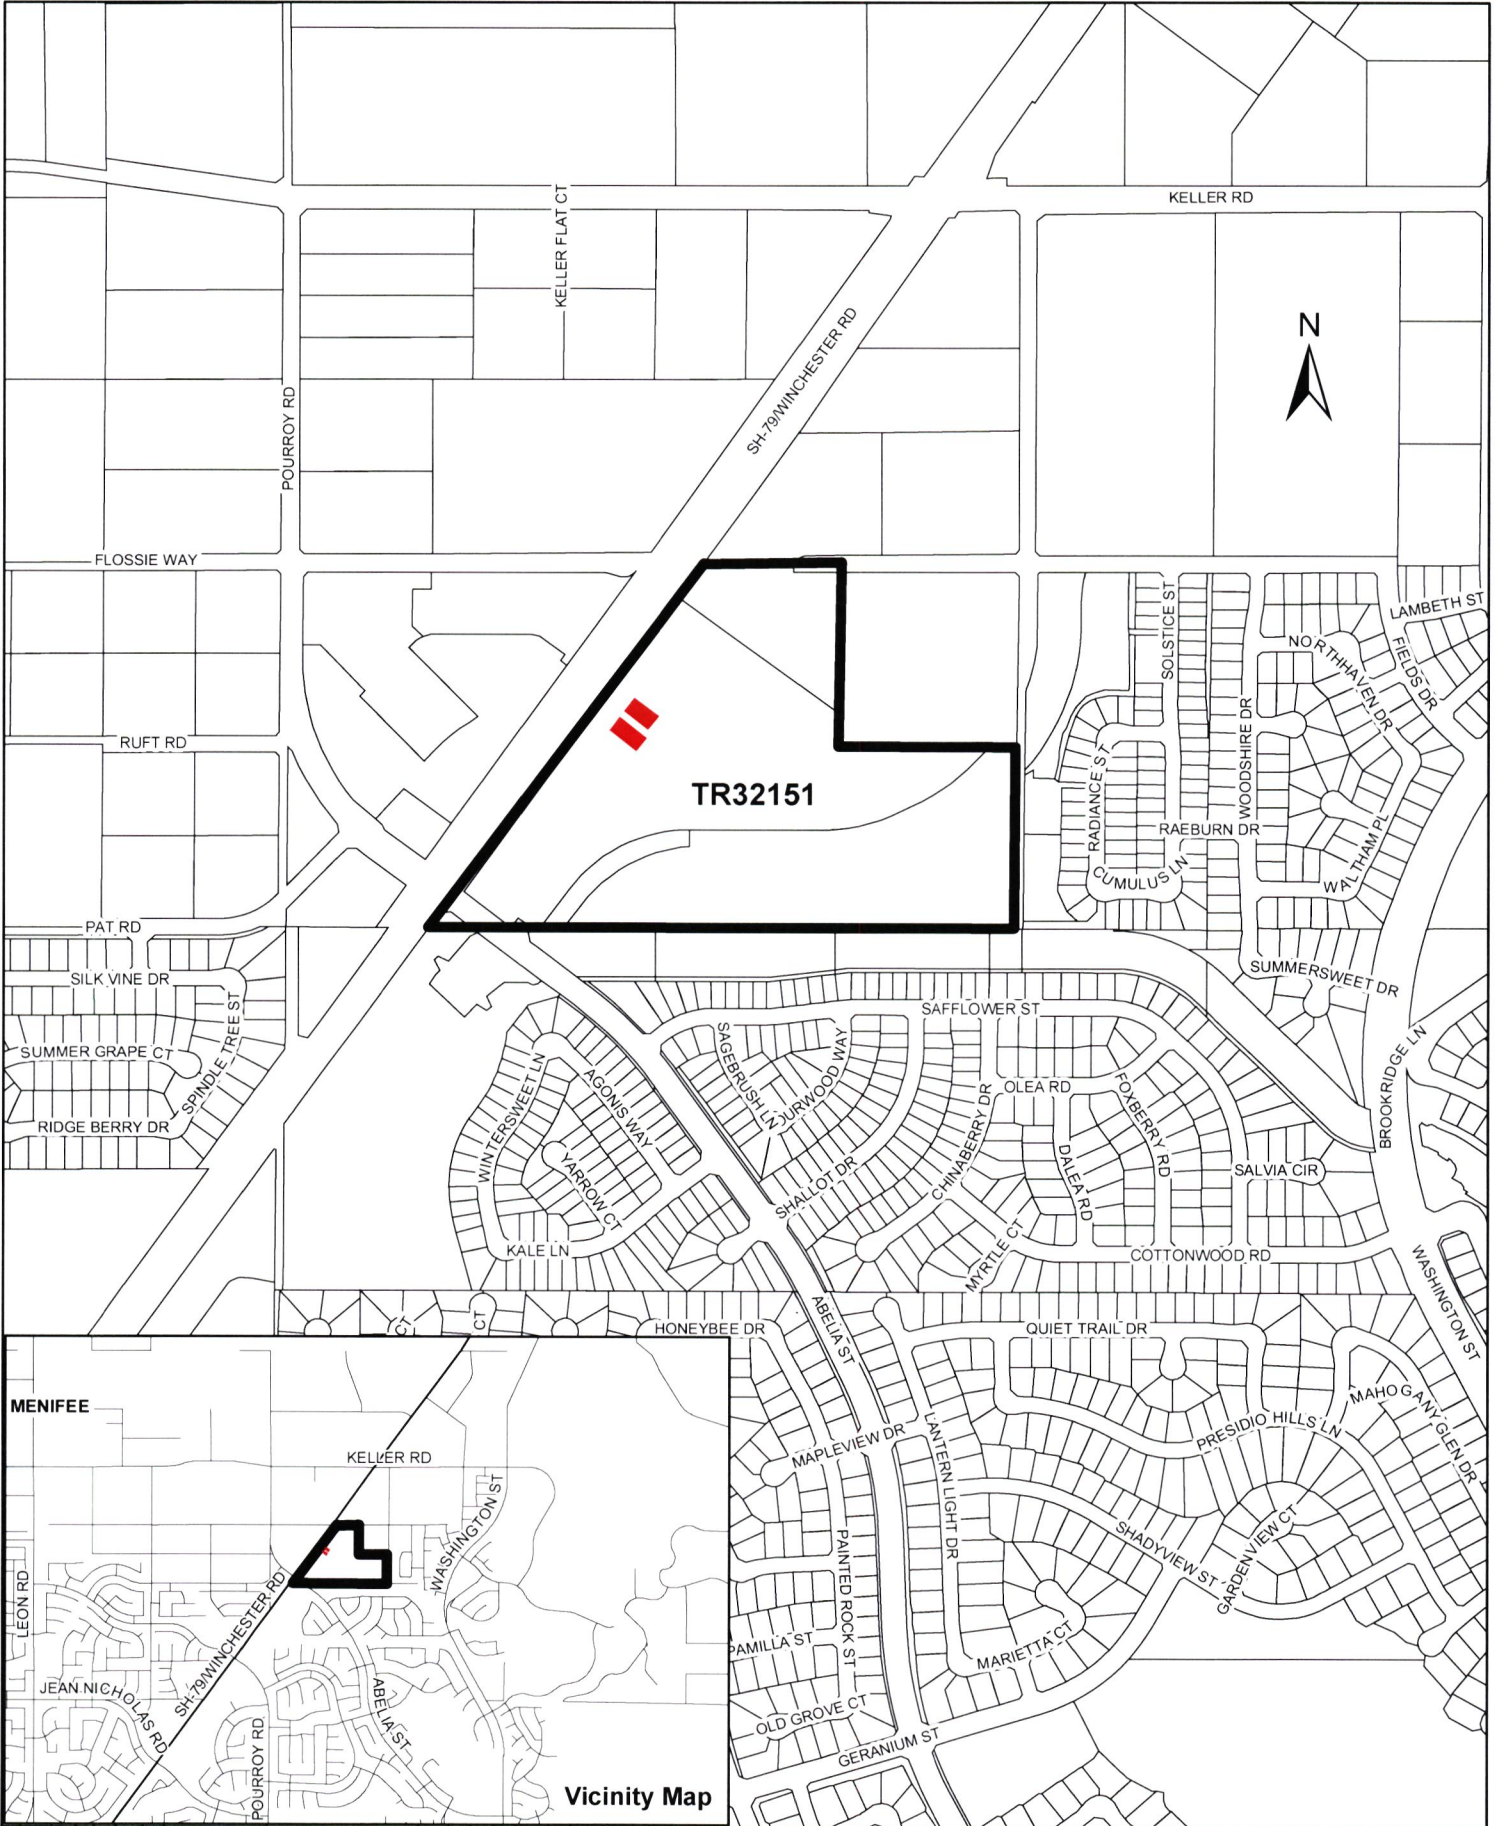 KELLER RD
KELLER FLAT CT
SH-79/WINCHESTER RD
N
POURROY RD
FLOSSIE WAY
LAMBETH ST
SOLSTICE ST
NORTHHAVEN DR
FIELDS DR
RUFT RD
WOODSHIRE DR
RADIANCE ST
TR32151
RAEBURN DR
WALTHAM PL
CUMULUS LN
PAT RD
SILK VINE DR
SUMMERSWEET DR
SAFFLOWER ST
SPINDLE TREE ST
SUMMER GRAPE CT
SAGEBRUSH LN
SOURWOOD WAY
BROOKRIDGE LN
WINTERSWEET LN
AGONIS WAY
OLEA RD
FOXBERRY RD
RIDGE BERRY DR
CHINABERRY DR
YARROW CT
SHALLOT DR
DALEA RD
SALVIA CIR
KALE LN
MYRTLE CT
COTTONWOOD RD
WASHINGTON ST
CT
CT
HONEYBEE DR
ABELIA ST
QUIET TRAIL DR
MAHOGANY GLEN DR
PRESIDIO HILLS LN
MAPLEVIEW DR
LANTERN LIGHT DR
SHADYVIEW ST
GARDENVIEW CT
PAINTED ROCK ST
PAMILLA ST
MARIETTA CT
OLD GROVE CT
GERANIUM ST
MENIFEE
KELLER RD
WASHINGTON ST
LEON RD
SH-79/WINCHESTER RD
JEAN NICHOLAS RD
ABELIA ST
POURROY RD
Vicinity Map